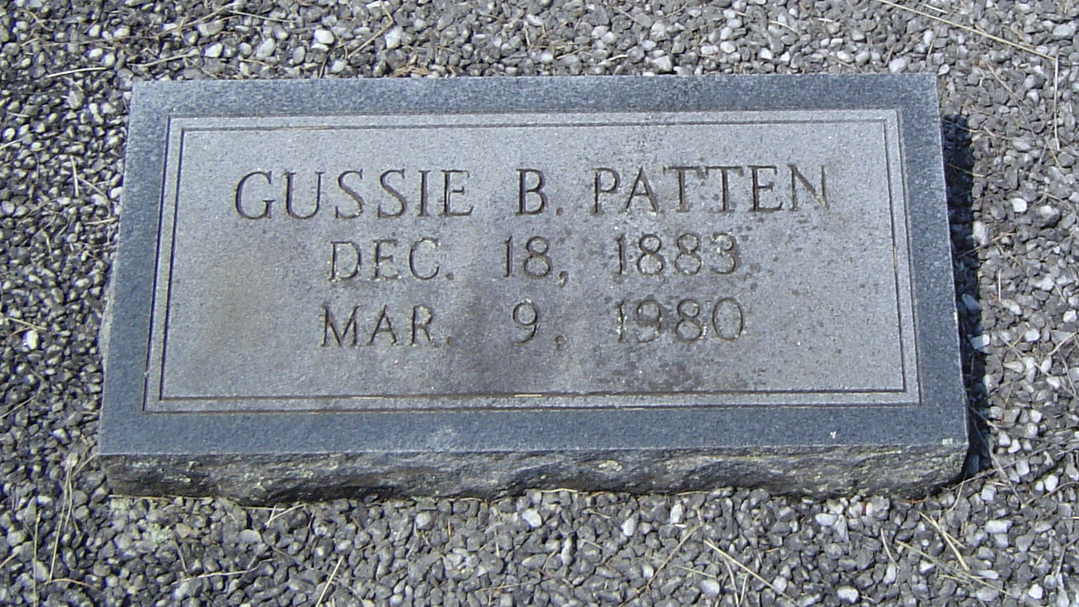 GUSSIE B. PATTEN
DEC. 18, 1883
MAR. 9, 1980